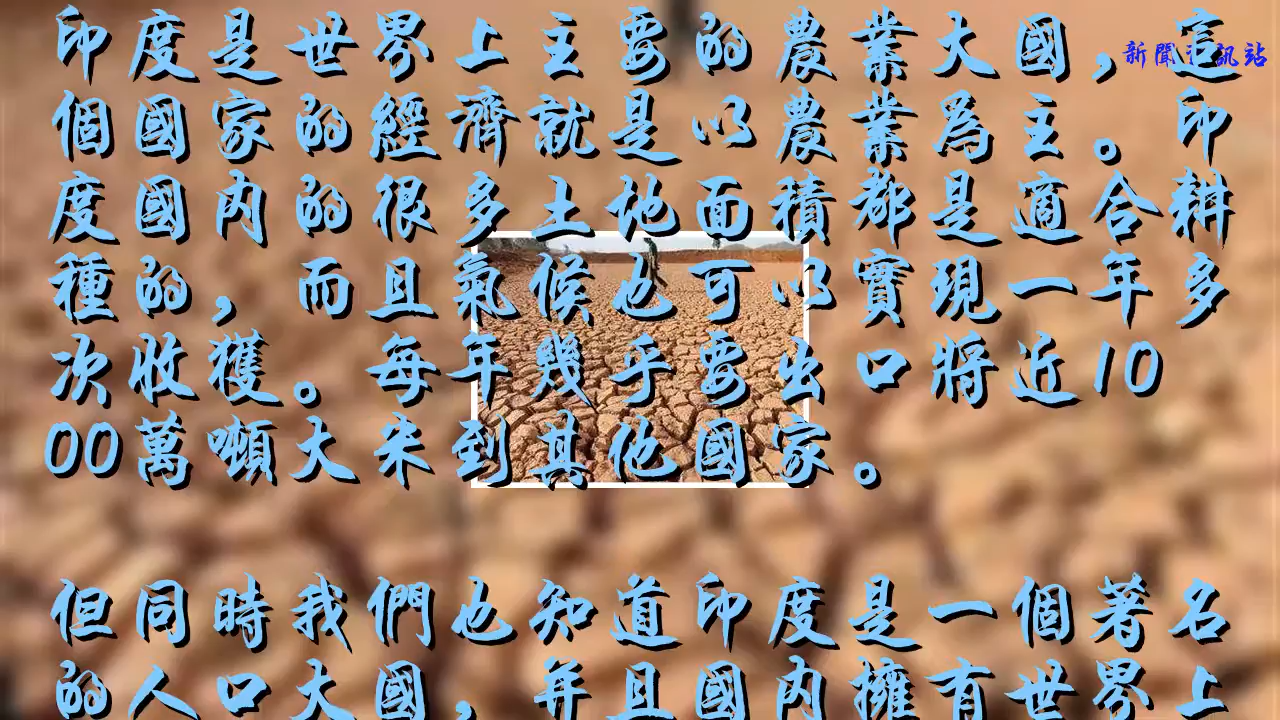 印度是世界上主要的農業大國，這
新聞 訊站
個國家的經濟就是以農業為主。印
度國內的很多土地面積都是適合耕
種的，而且氣候也可以實現一年多
次收獲。每年幾乎要出口將近10
00萬噸大米到其他國家。
但同時我們也知道印度是一個著名
的人口大國，并且國內擁有世界上